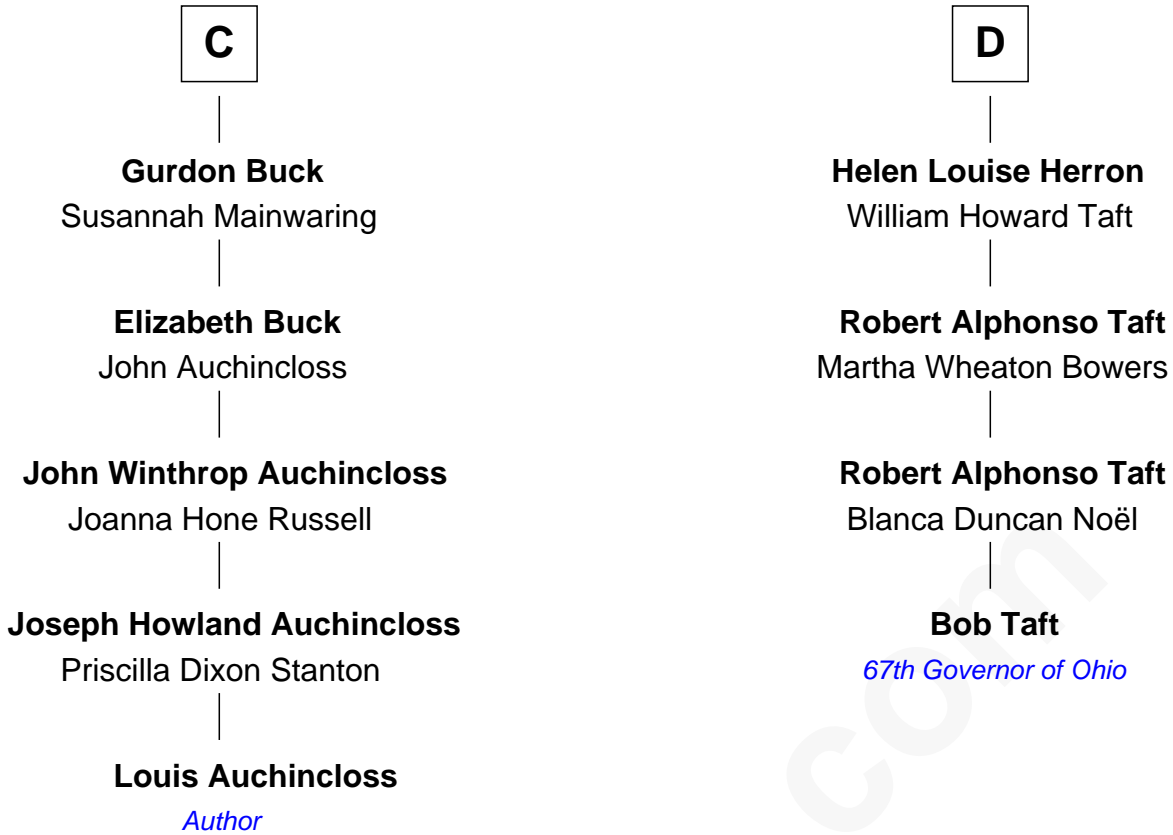 C
Gurdon Buck
Susannah Mainwaring
Elizabeth Buck
John Auchincloss
John Winthrop Auchincloss
Joanna Hone Russell
Joseph Howland Auchincloss
Priscilla Dixon Stanton
Louis Auchincloss
Author
D
Helen Louise Herron
William Howard Taft
Robert Alphonso Taft
Martha Wheaton Bowers
Robert Alphonso Taft
Blanca Duncan Noël
Bob Taft
67th Governor of Ohio
com